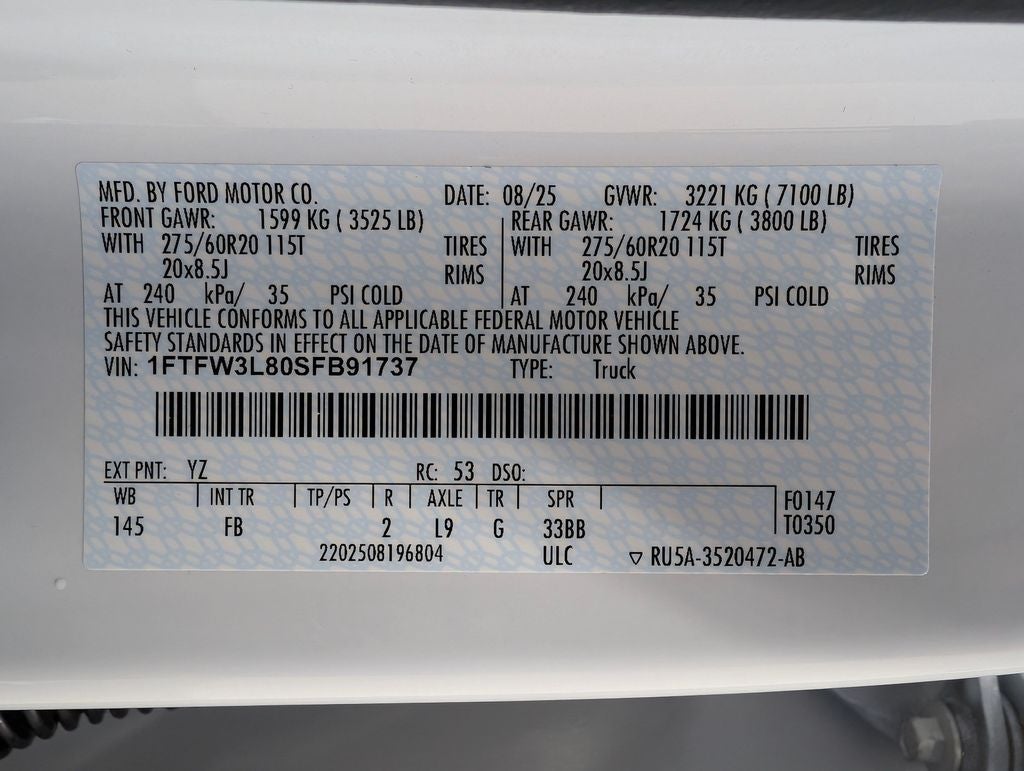 MFD. BY FORD MOTOR CO. DATE: 08/25 GVWR: 3221 KG ( 7100 LB)
FRONT GAWR: 1599 KG ( 3525 LB) REAR GAWR: 1724 KG ( 3800 LB)
WITH 275/60R20 115T TIRES WITH 275/60R20 115T TIRES
20x8.5J RIMS 20x8.5J RIMS
AT 240 kPa/ 35 PSI COLD AT 240 kPa/ 35 PSI COLD
THIS VEHICLE CONFORMS TO ALL APPLICABLE FEDERAL MOTOR VEHICLE
SAFETY STANDARDS IN EFFECT ON THE DATE OF MANUFACTURE SHOWN ABOVE.
VIN: 1FTFW3L80SFB91737 TYPE: Truck
EXT PNT: YZ RC: 53 DSO:
WB INT TR TP/PS R AXLE TR SPR F0147
145 FB 2 L9 G 33BB T0350
2202508196804 ULC ▽ RU5A-3520472-AB